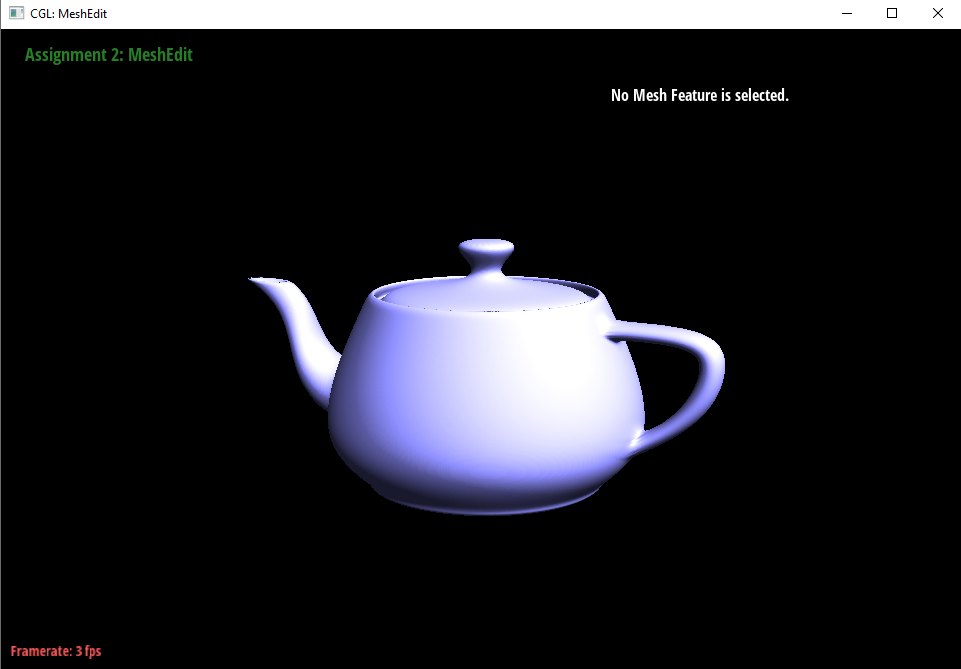 CGL: MeshEdit
Assignment 2: MeshEdit
No Mesh Feature is selected.
Framerate: 3 fps